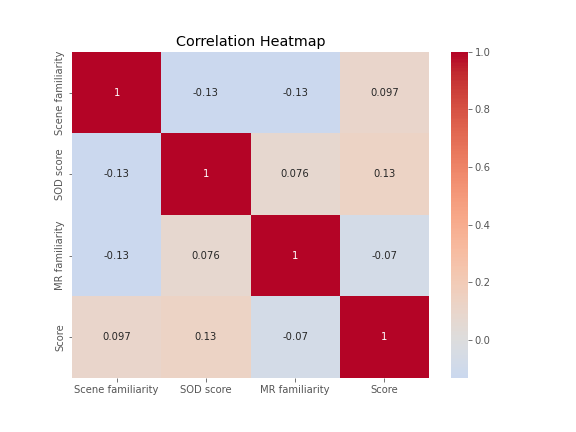 Correlation Heatmap
Scene familiarity
1
-0.13
-0.13
0.097
SOD score
-0.13
1
0.076
0.13
MR familiarity
-0.13
0.076
1
-0.07
Score
0.097
0.13
-0.07
1
Scene familiarity
SOD score
MR familiarity
Score
1.0
0.8
0.6
0.4
0.2
0.0